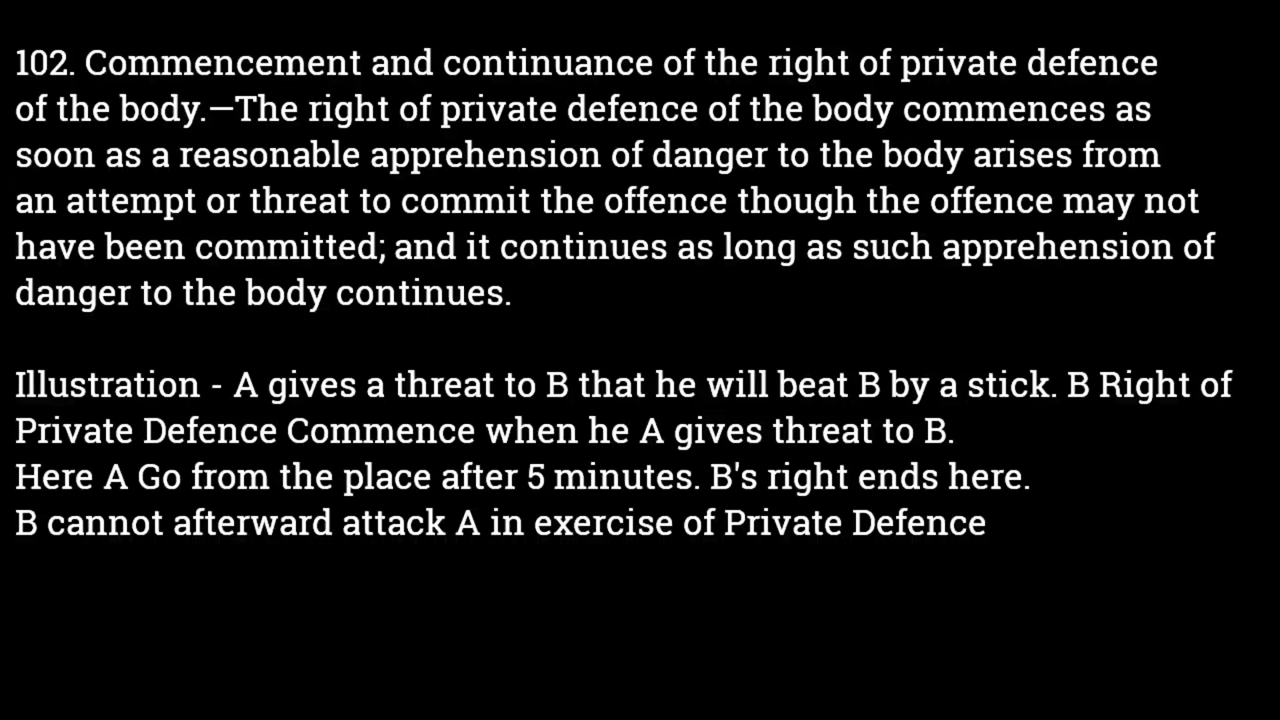 102. Commencement and continuance of the right of private defence
of the body.—The right of private defence of the body commences as
soon as a reasonable apprehension of danger to the body arises from
an attempt or threat to commit the offence though the offence may not
have been committed; and it continues as long as such apprehension of
danger to the body continues.
Illustration - A gives a threat to B that he will beat B by a stick. B Right of
Private Defence Commence when he A gives threat to B.
Here A Go from the place after 5 minutes. B's right ends here.
B cannot afterward attack A in exercise of Private Defence